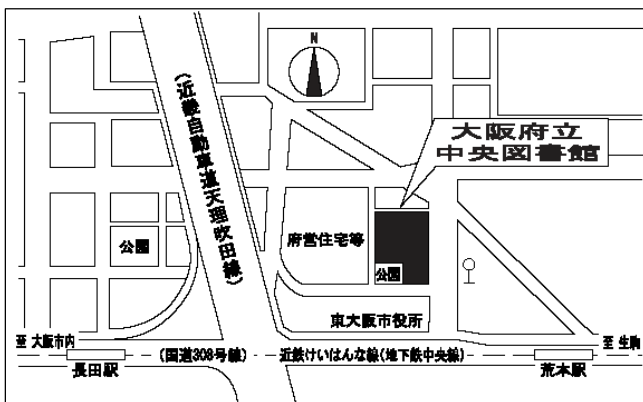 N
大阪府立
中央図書館
(近畿自動車道天理吹田線)
公園
府営住宅等
公園
東大阪市役所
至 大阪市内
至 生駒
(国道308号線)
近鉄けいはんな線(地下鉄中央線)
長田駅
荒本駅